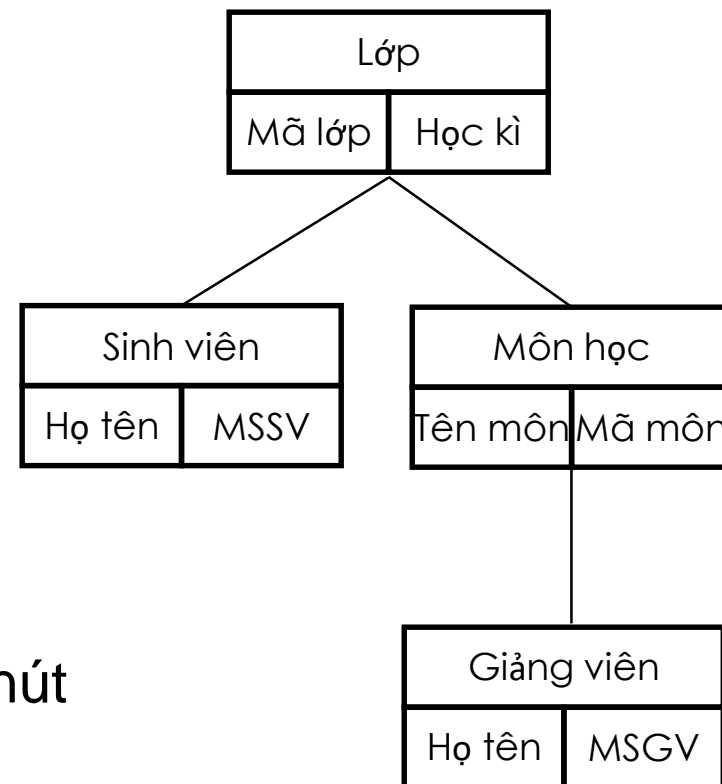 Lớp
Mã lớp Học kì
Sinh viên Môn học
Họ tên MSSV Tên môn Mã môn
Giảng viên
nút
Họ tên MSGV